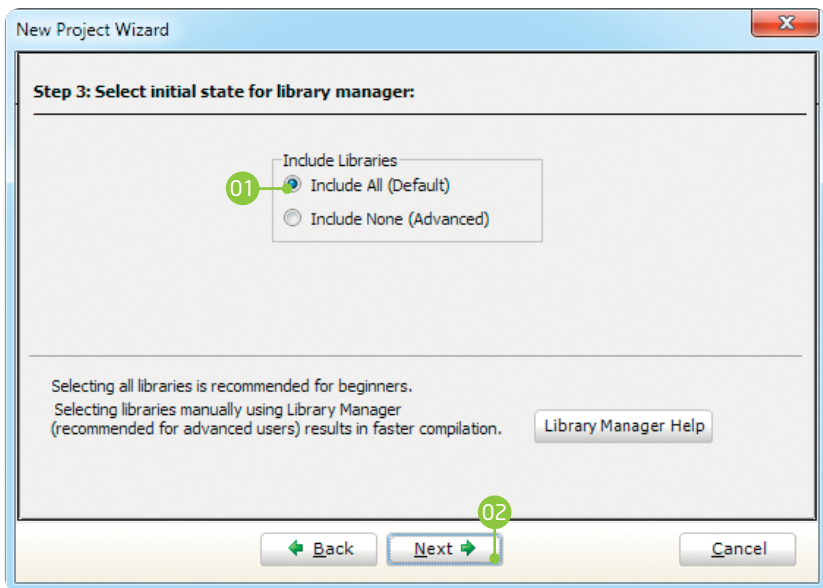 New Project Wizard
Step 3: Select initial state for library manager:
Include Libraries
01
Include All (Default)
Include None (Advanced)
Selecting all libraries is recommended for beginners.
Selecting libraries manually using Library Manager
(recommended for advanced users) results in faster compilation.
Library Manager Help
02
Back
Next
Cancel